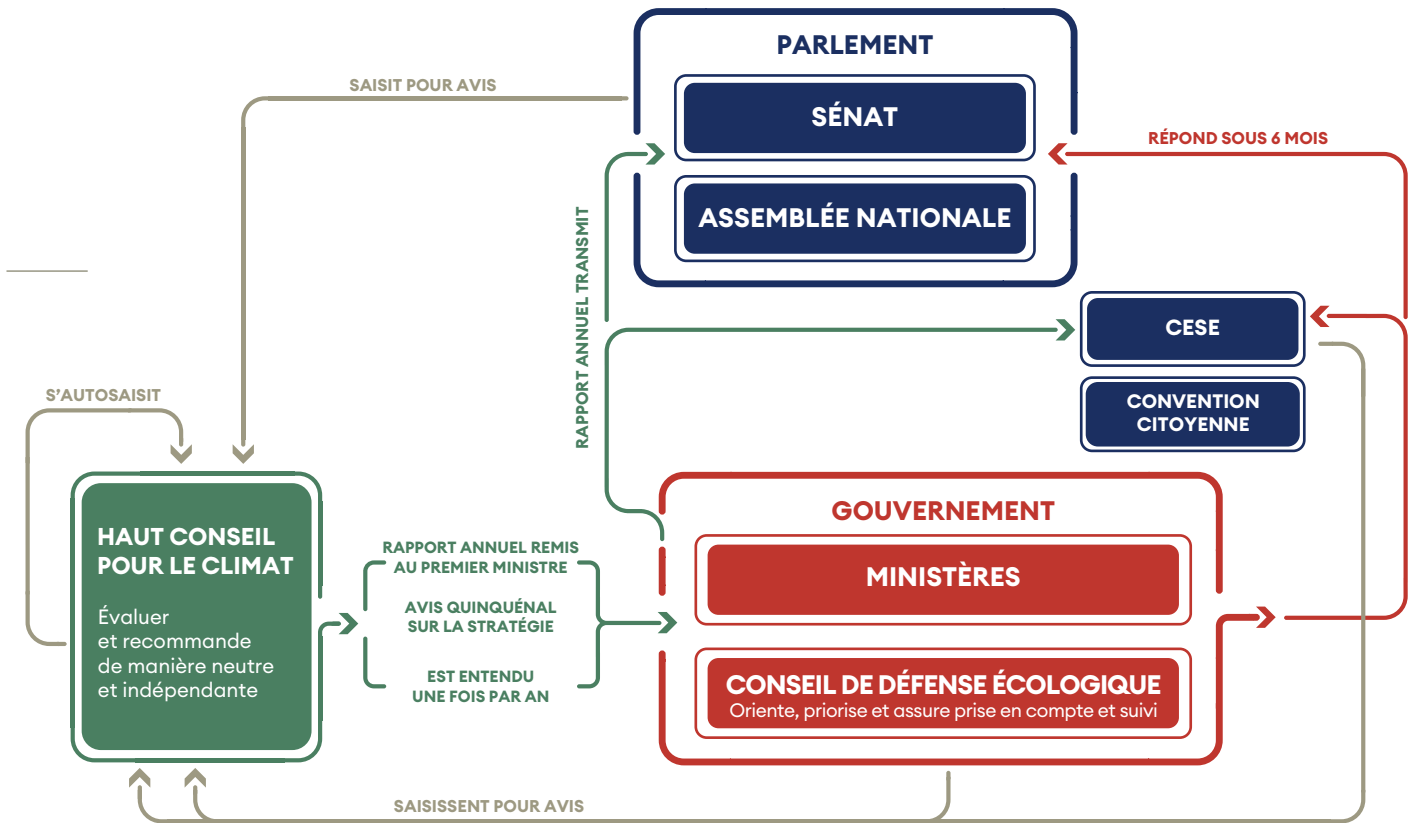 PARLEMENT
SÉNAT
ASSEMBLÉE NATIONALE
SAISIT POUR AVIS
RÉPOND SOUS 6 MOIS
RAPPORT ANNUEL TRANSMIT
CESE
CONVENTION
CITOYENNE
S’AUTOSAISIT
HAUT CONSEIL
POUR LE CLIMAT
Évaluer
et recommande
de manière neutre
et indépendante
RAPPORT ANNUEL REMIS
AU PREMIER MINISTRE
AVIS QUINQUÉNAL
SUR LA STRATÉGIE
EST ENTENDU
UNE FOIS PAR AN
GOUVERNEMENT
MINISTÈRES
CONSEIL DE DÉFENSE ÉCOLOGIQUE
Oriente, priorise et assure prise en compte et suivi
SAISISSENT POUR AVIS